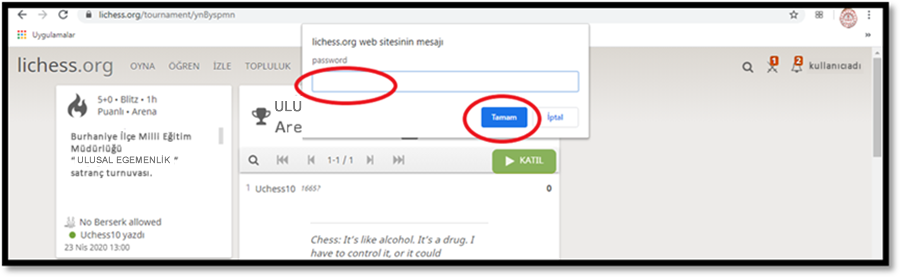 lichess.org/tournament/yn8yspmn
Uygulamalar
»
lichess.org web sitesinin mesajı
password
Tamam
İptal
lichess.org OYNA ÖĞREN İZLE TOPLULUK
1 2 kullanıcıadı
5+0 • Blitz • 1h
Puanlı • Arena
Burhaniye İlçe Milli Eğitim
Müdürlüğü
“ ULUSAL EGEMENLİK “
satranç turnuvası.
No Berserk allowed
Uchess10 yazdı
23 Nis 2020 13:00
ULU
Are
1-1 / 1
KATIL
1 Uchess10 1665? 0
Chess: It's like alcohol. It's a drug. I
have to control it, or it could